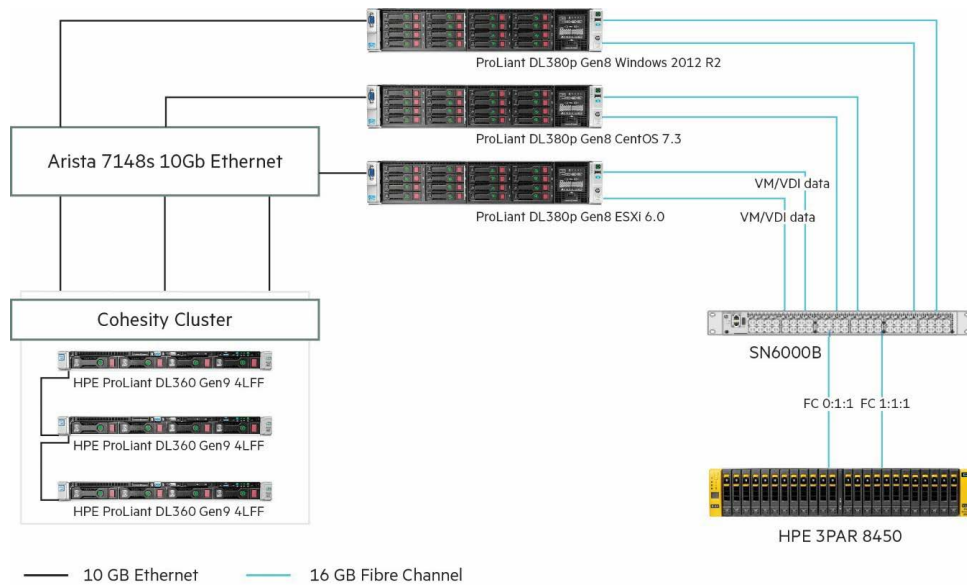 ProLiant DL380p Gen8 Windows 2012 R2
ProLiant DL380p Gen8 CentOS 7.3
Arista 7148s 10Gb Ethernet
VM/VDI data
ProLiant DL380p Gen8 ESXi 6.0
VM/VDI data
Cohesity Cluster
SN6000B
HPE ProLiant DL360 Gen9 4LFF
FC 0:1:1
FC 1:1:1
HPE ProLiant DL360 Gen9 4LFF
HPE ProLiant DL360 Gen9 4LFF
HPE 3PAR 8450
10 GB Ethernet
16 GB Fibre Channel